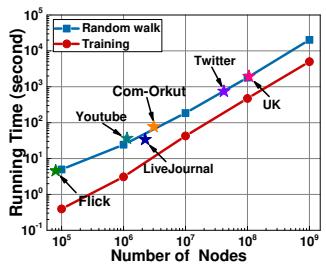 Random walk
Training
Twitter
Com-Orkut
Youtube
UK
LiveJournal
Flick
Running Time (second)
10^5
10^4
10^3
10^2
10^1
10^0
10^-1
10^5 10^6 10^7 10^8 10^9
Number of Nodes